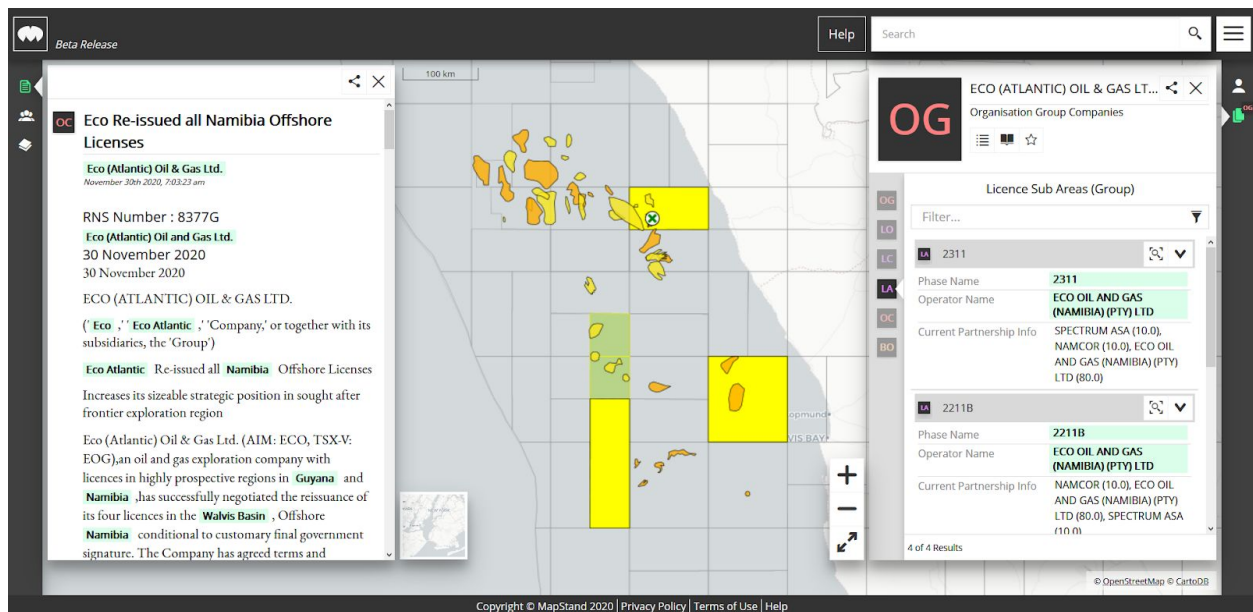 Beta Release
Help
Search
OC
Eco Re-issued all Namibia Offshore
Licenses
Eco (Atlantic) Oil & Gas Ltd.
November 30th 2020, 7:03:23 am
RNS Number : 8377G
Eco (Atlantic) Oil and Gas Ltd.
30 November 2020
30 November 2020
ECO (ATLANTIC) OIL & GAS LTD.
(' Eco ,' ' Eco Atlantic ,' 'Company,' or together with its
subsidiaries, the 'Group')
Eco Atlantic Re-issued all Namibia Offshore Licenses
Increases its sizeable strategic position in sought after
frontier exploration region
Eco (Atlantic) Oil & Gas Ltd. (AIM: ECO, TSX-V:
EOG),an oil and gas exploration company with
licences in highly prospective regions in Guyana and
Namibia ,has successfully negotiated the reissuance of
its four licences in the Walvis Basin , Offshore
Namibia conditional to customary final government
signature. The Company has agreed terms and
100 km
opmund
VIS BAY
OG
ECO (ATLANTIC) OIL & GAS LT...
Organisation Group Companies
OG
OG
LO
LC
LA
OC
BO
Licence Sub Areas (Group)
Filter...
LA 2311
Phase Name 2311
Operator Name ECO OIL AND GAS
(NAMIBIA) (PTY) LTD
Current Partnership Info SPECTRUM ASA (10.0),
NAMCOR (10.0), ECO OIL
AND GAS (NAMIBIA) (PTY)
LTD (80.0)
LA 2211B
Phase Name 2211B
Operator Name ECO OIL AND GAS
(NAMIBIA) (PTY) LTD
Current Partnership Info NAMCOR (10.0), ECO OIL
AND GAS (NAMIBIA) (PTY)
LTD (80.0), SPECTRUM ASA
(10.0)
4 of 4 Results
© OpenStreetMap © CartoDB
Copyright © MapStand 2020 | Privacy Policy | Terms of Use | Help